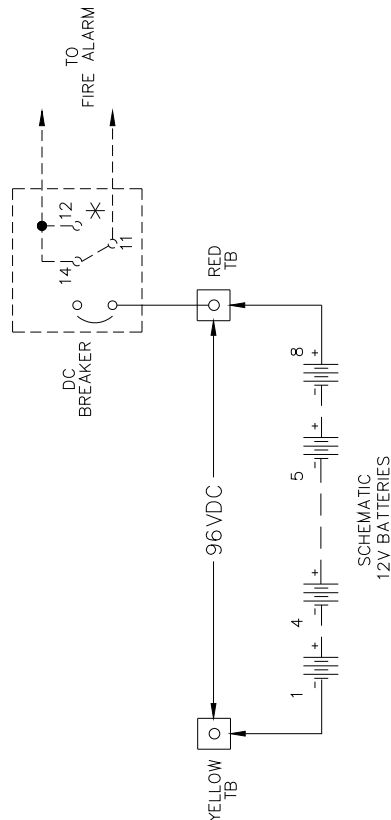 TO
FIRE ALARM
14
12
*
11
DC
BREAKER
RED
TB
96VDC
YELLOW
TB
1
4
5
8
- +
- +
- +
- +
SCHEMATIC
12V BATTERIES